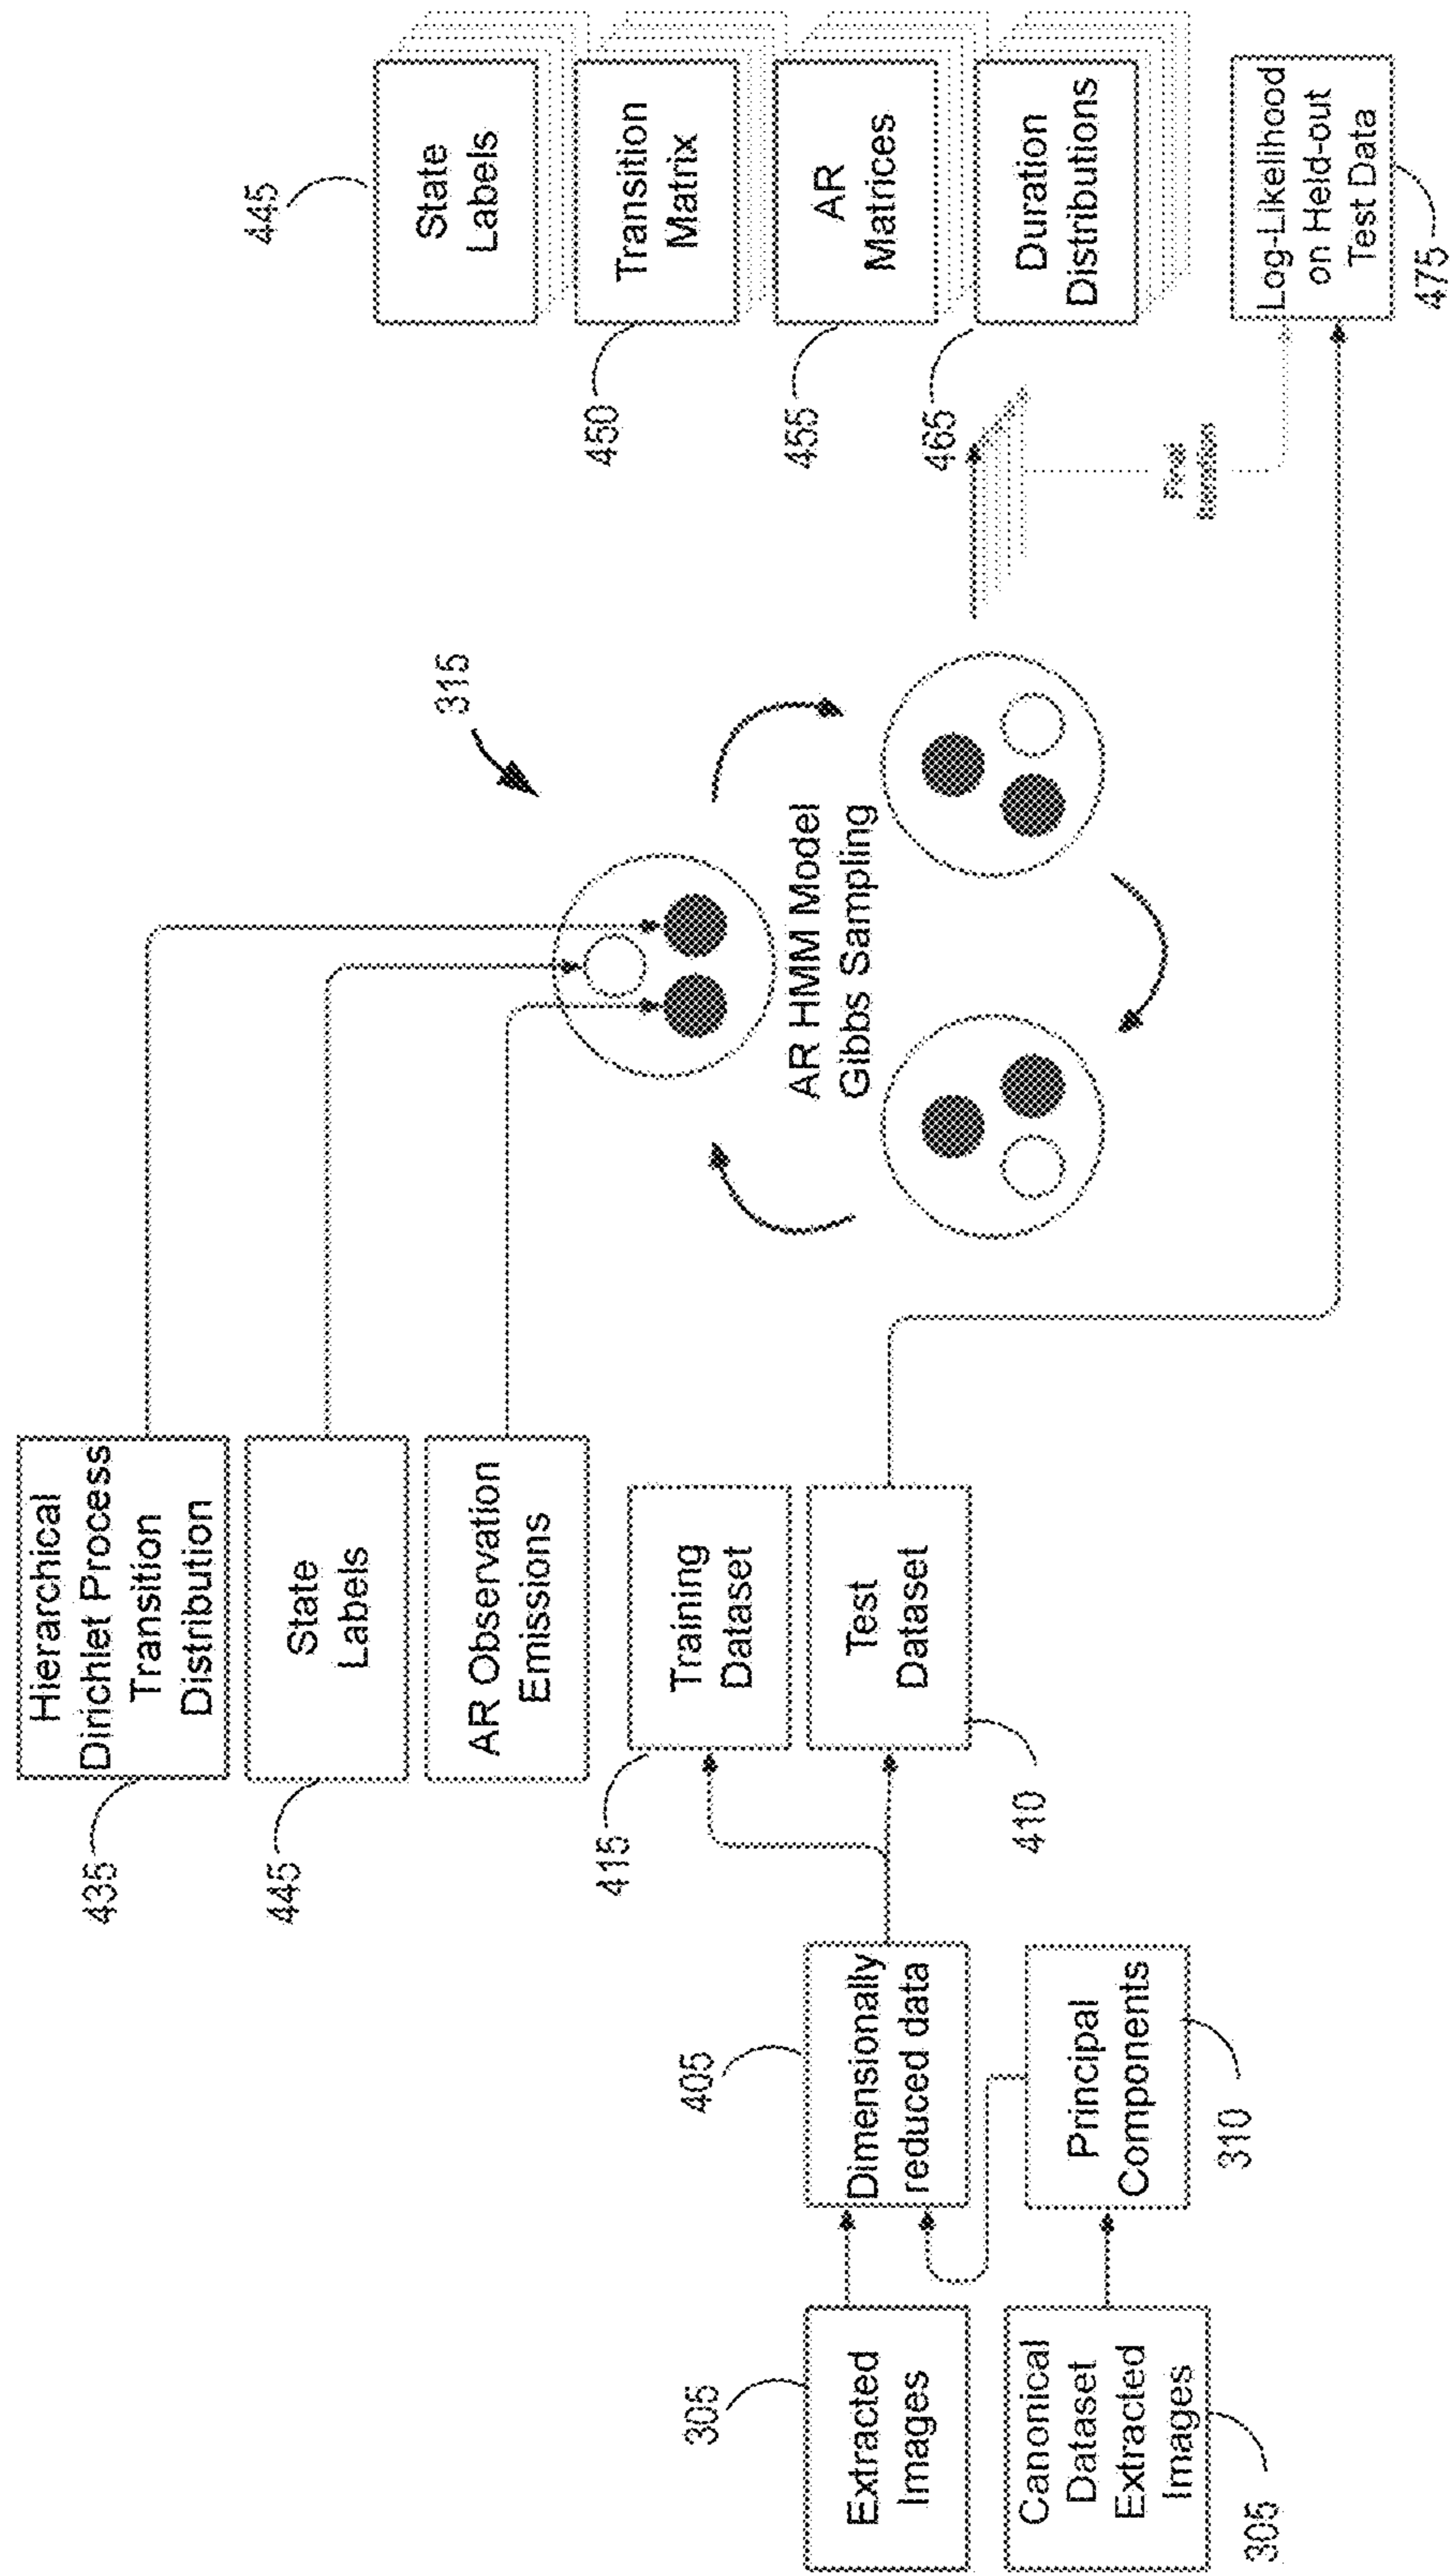 Hierarchical
Dirichlet Process
Transition
Distribution
435
State
Labels
445
AR Observation
Emissions
415
Training
Dataset
Test
Dataset
410
305
Extracted
Images
Canonical
Dataset
Extracted
Images
305
405
Dimensionally
reduced data
Principal
Components
310
315
AR HMM Model
Gibbs Sampling
445
State
Labels
450
Transition
Matrix
455
AR
Matrices
465
Duration
Distributions
Final
Iteration
Log-Likelihood
on Held-out
Test Data
475